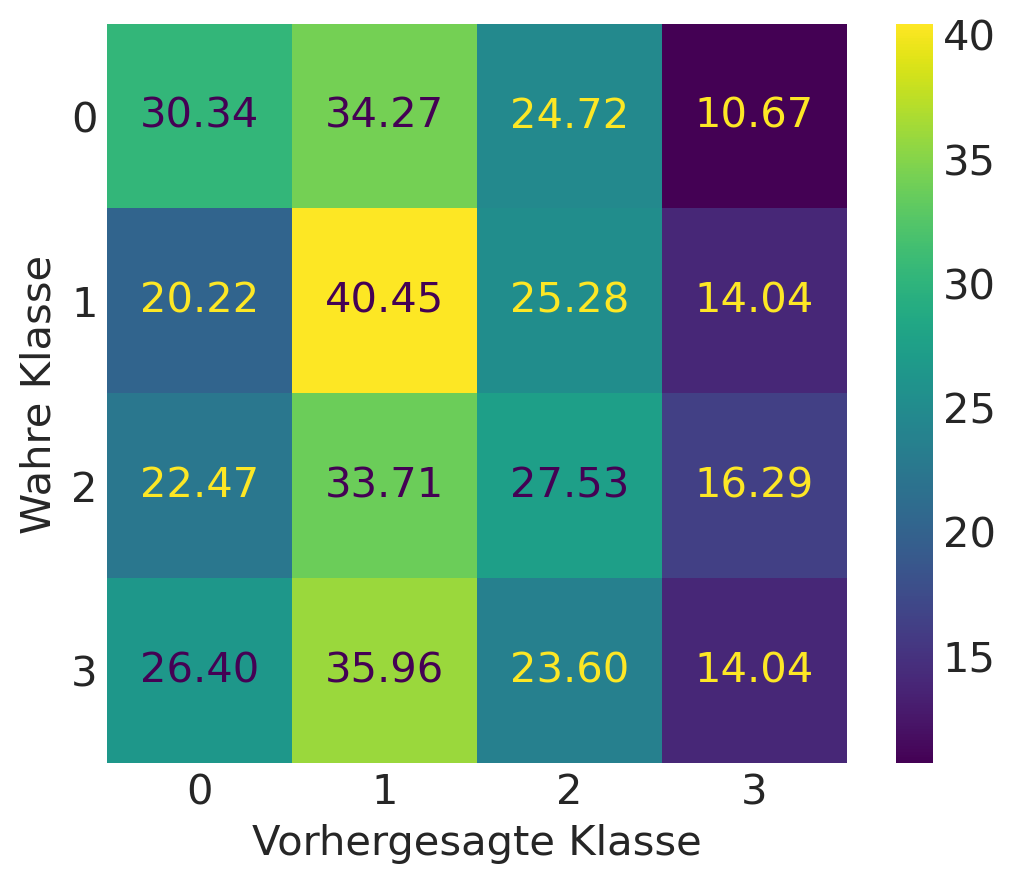 Wahre Klasse
0 30.34 34.27 24.72 10.67
1 20.22 40.45 25.28 14.04
2 22.47 33.71 27.53 16.29
3 26.40 35.96 23.60 14.04
0 1 2 3
Vorhergesagte Klasse
40
35
30
25
20
15